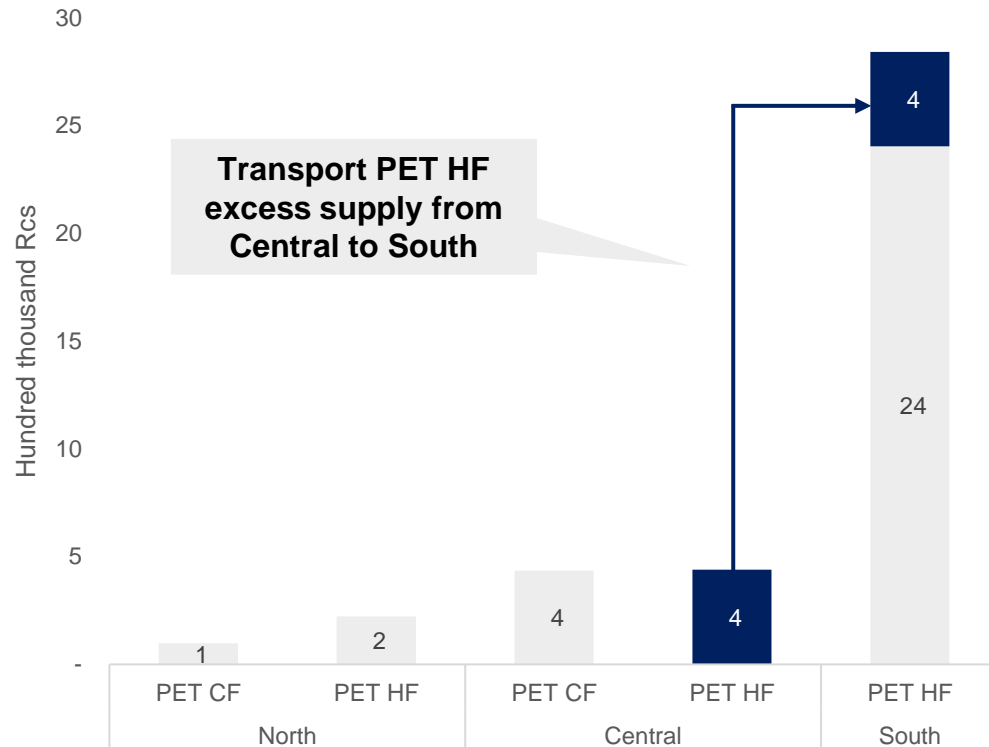 Hundred thousand Rcs
30
25
20
15
10
5
-
Transport PET HF
excess supply from
Central to South
1
2
4
4
4
24
PET CF
PET HF
PET CF
PET HF
PET HF
North
Central
South